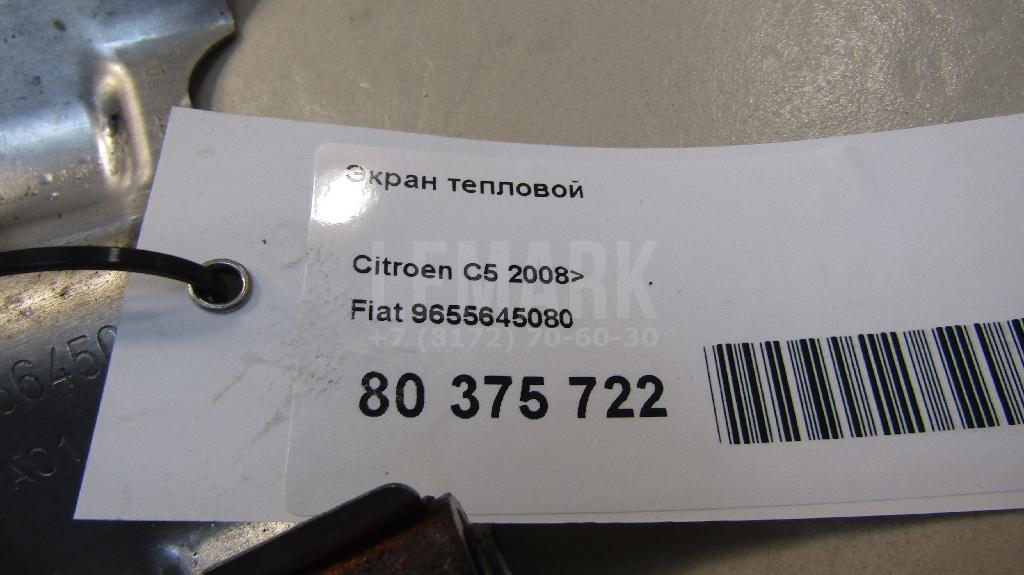 Экран тепловой
LEMARK
Citroen C5 2008>
Fiat 9655645080
+7 (8172) 70-60-30
80 375 722